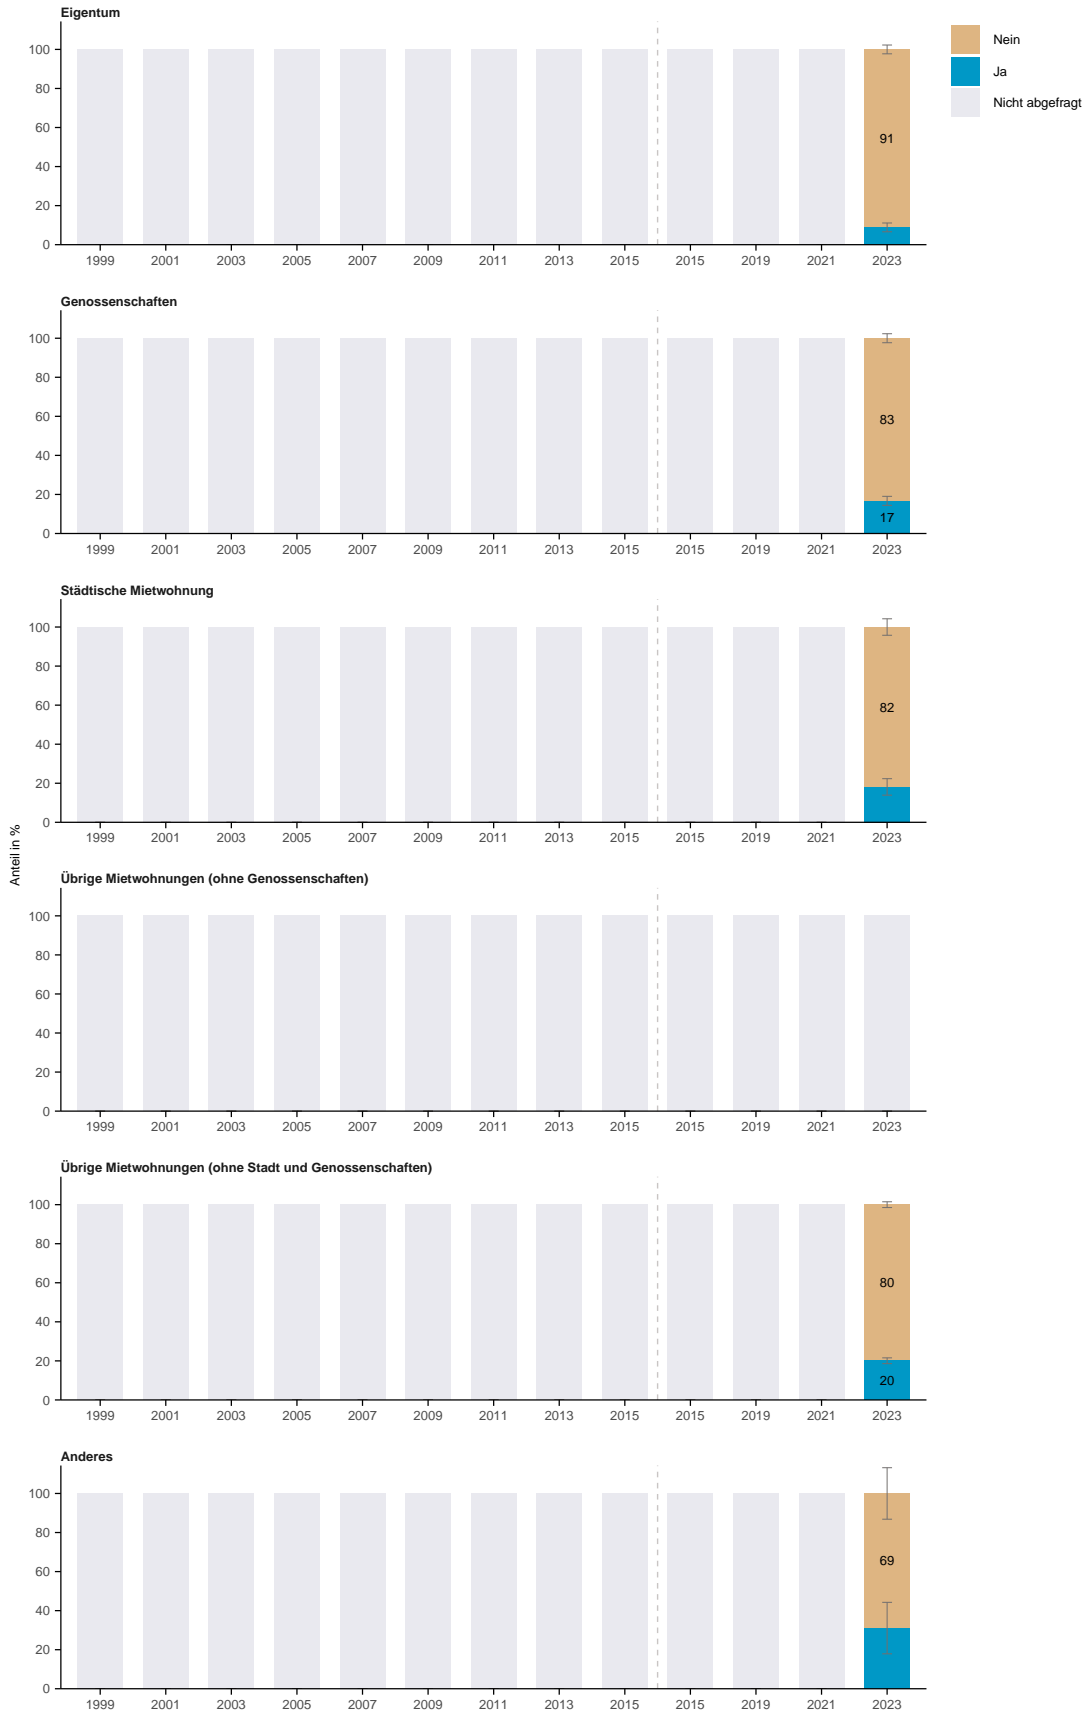 Eigentum
Nein
Ja
Nicht abgefragt
100
80
60
40
20
0
91
1999 2001 2003 2005 2007 2009 2011 2013 2015 2015 2019 2021 2023
Genossenschaften
100
80
60
40
20
0
83
17
1999 2001 2003 2005 2007 2009 2011 2013 2015 2015 2019 2021 2023
Städtische Mietwohnung
100
80
60
40
20
0
82
1999 2001 2003 2005 2007 2009 2011 2013 2015 2015 2019 2021 2023
Anteil in %
Übrige Mietwohnungen (ohne Genossenschaften)
100
80
60
40
20
0
1999 2001 2003 2005 2007 2009 2011 2013 2015 2015 2019 2021 2023
Übrige Mietwohnungen (ohne Stadt und Genossenschaften)
100
80
60
40
20
0
80
20
1999 2001 2003 2005 2007 2009 2011 2013 2015 2015 2019 2021 2023
Anderes
100
80
60
40
20
0
69
1999 2001 2003 2005 2007 2009 2011 2013 2015 2015 2019 2021 2023